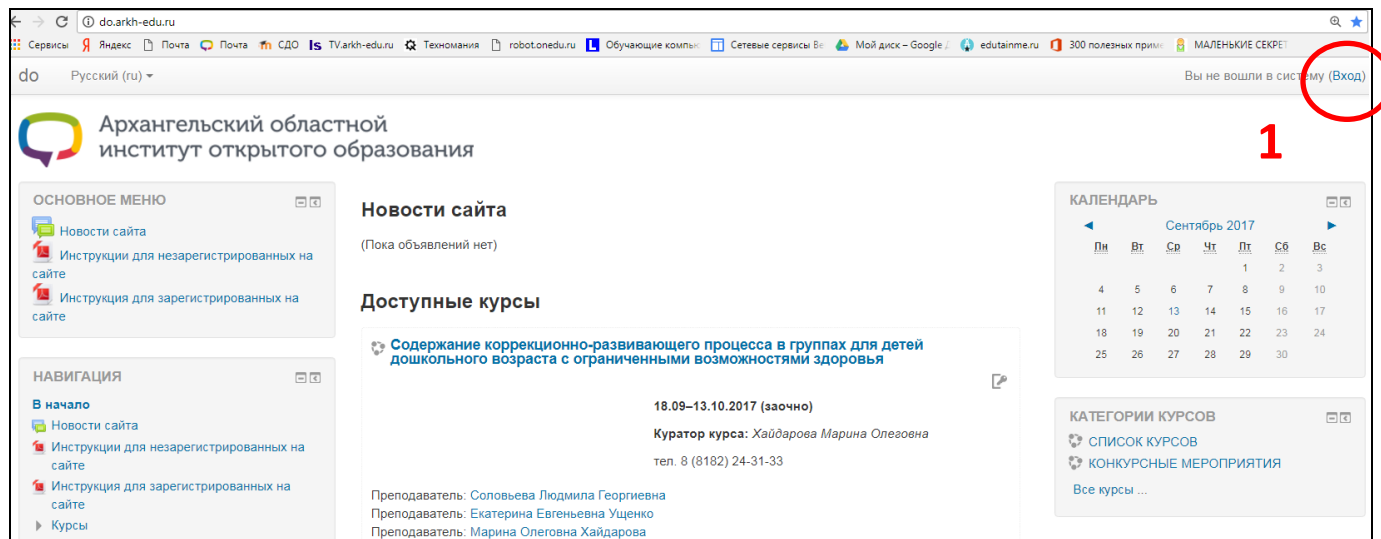 do.arkh-edu.ru
Сервисы Яндекс Почта Почта СДО TV.arkh-edu.ru Техномания robot.onedu.ru Обучающие компью Сетевые сервисы Ве Мой диск – Google edutainme.ru 300 полезных приме МАЛЕНЬКИЕ СЕКРЕТ
do Русский (ru) Вы не вошли в систему (Вход)
Архангельский областной
институт открытого образования
1
ОСНОВНОЕ МЕНЮ
Новости сайта
Инструкции для незарегистрированных на
сайте
Инструкция для зарегистрированных на
сайте
НАВИГАЦИЯ
В начало
Новости сайта
Инструкции для незарегистрированных на
сайте
Инструкция для зарегистрированных на
сайте
Курсы
Новости сайта
(Пока объявлений нет)
Доступные курсы
Содержание коррекционно-развивающего процесса в группах для детей
дошкольного возраста с ограниченными возможностями здоровья
18.09–13.10.2017 (заочно)
Куратор курса: Хайдарова Марина Олеговна
тел. 8 (8182) 24-31-33
Преподаватель: Соловьева Людмила Георгиевна
Преподаватель: Екатерина Евгеньевна Ущенко
Преподаватель: Марина Олеговна Хайдарова
КАЛЕНДАРЬ
Сентябрь 2017
Пн Вт Ср Чт Пт Сб Вс
1 2 3
4 5 6 7 8 9 10
11 12 13 14 15 16 17
18 19 20 21 22 23 24
25 26 27 28 29 30
КАТЕГОРИИ КУРСОВ
СПИСОК КУРСОВ
КОНКУРСНЫЕ МЕРОПРИЯТИЯ
Все курсы ...